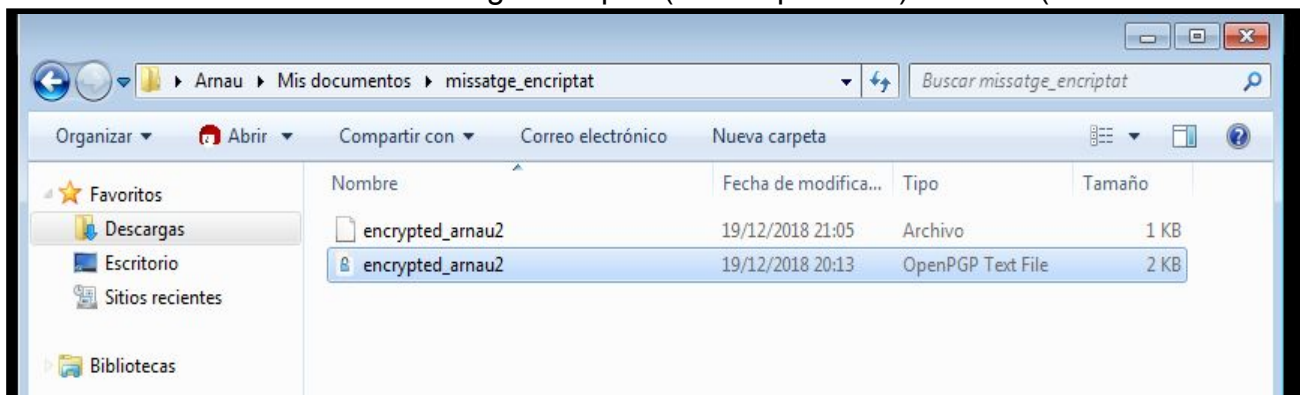 Arnau Mis documentos missatge_encriptat Buscar missatge_encriptat
Organizar Abrir Compartir con Correo electrónico Nueva carpeta
Favoritos
Descargas
Escritorio
Sitios recientes
Bibliotecas
Nombre Fecha de modifica... Tipo Tamaño
encrypted_arnau2 19/12/2018 21:05 Archivo 1 KB
encrypted_arnau2 19/12/2018 20:13 OpenPGP Text File 2 KB